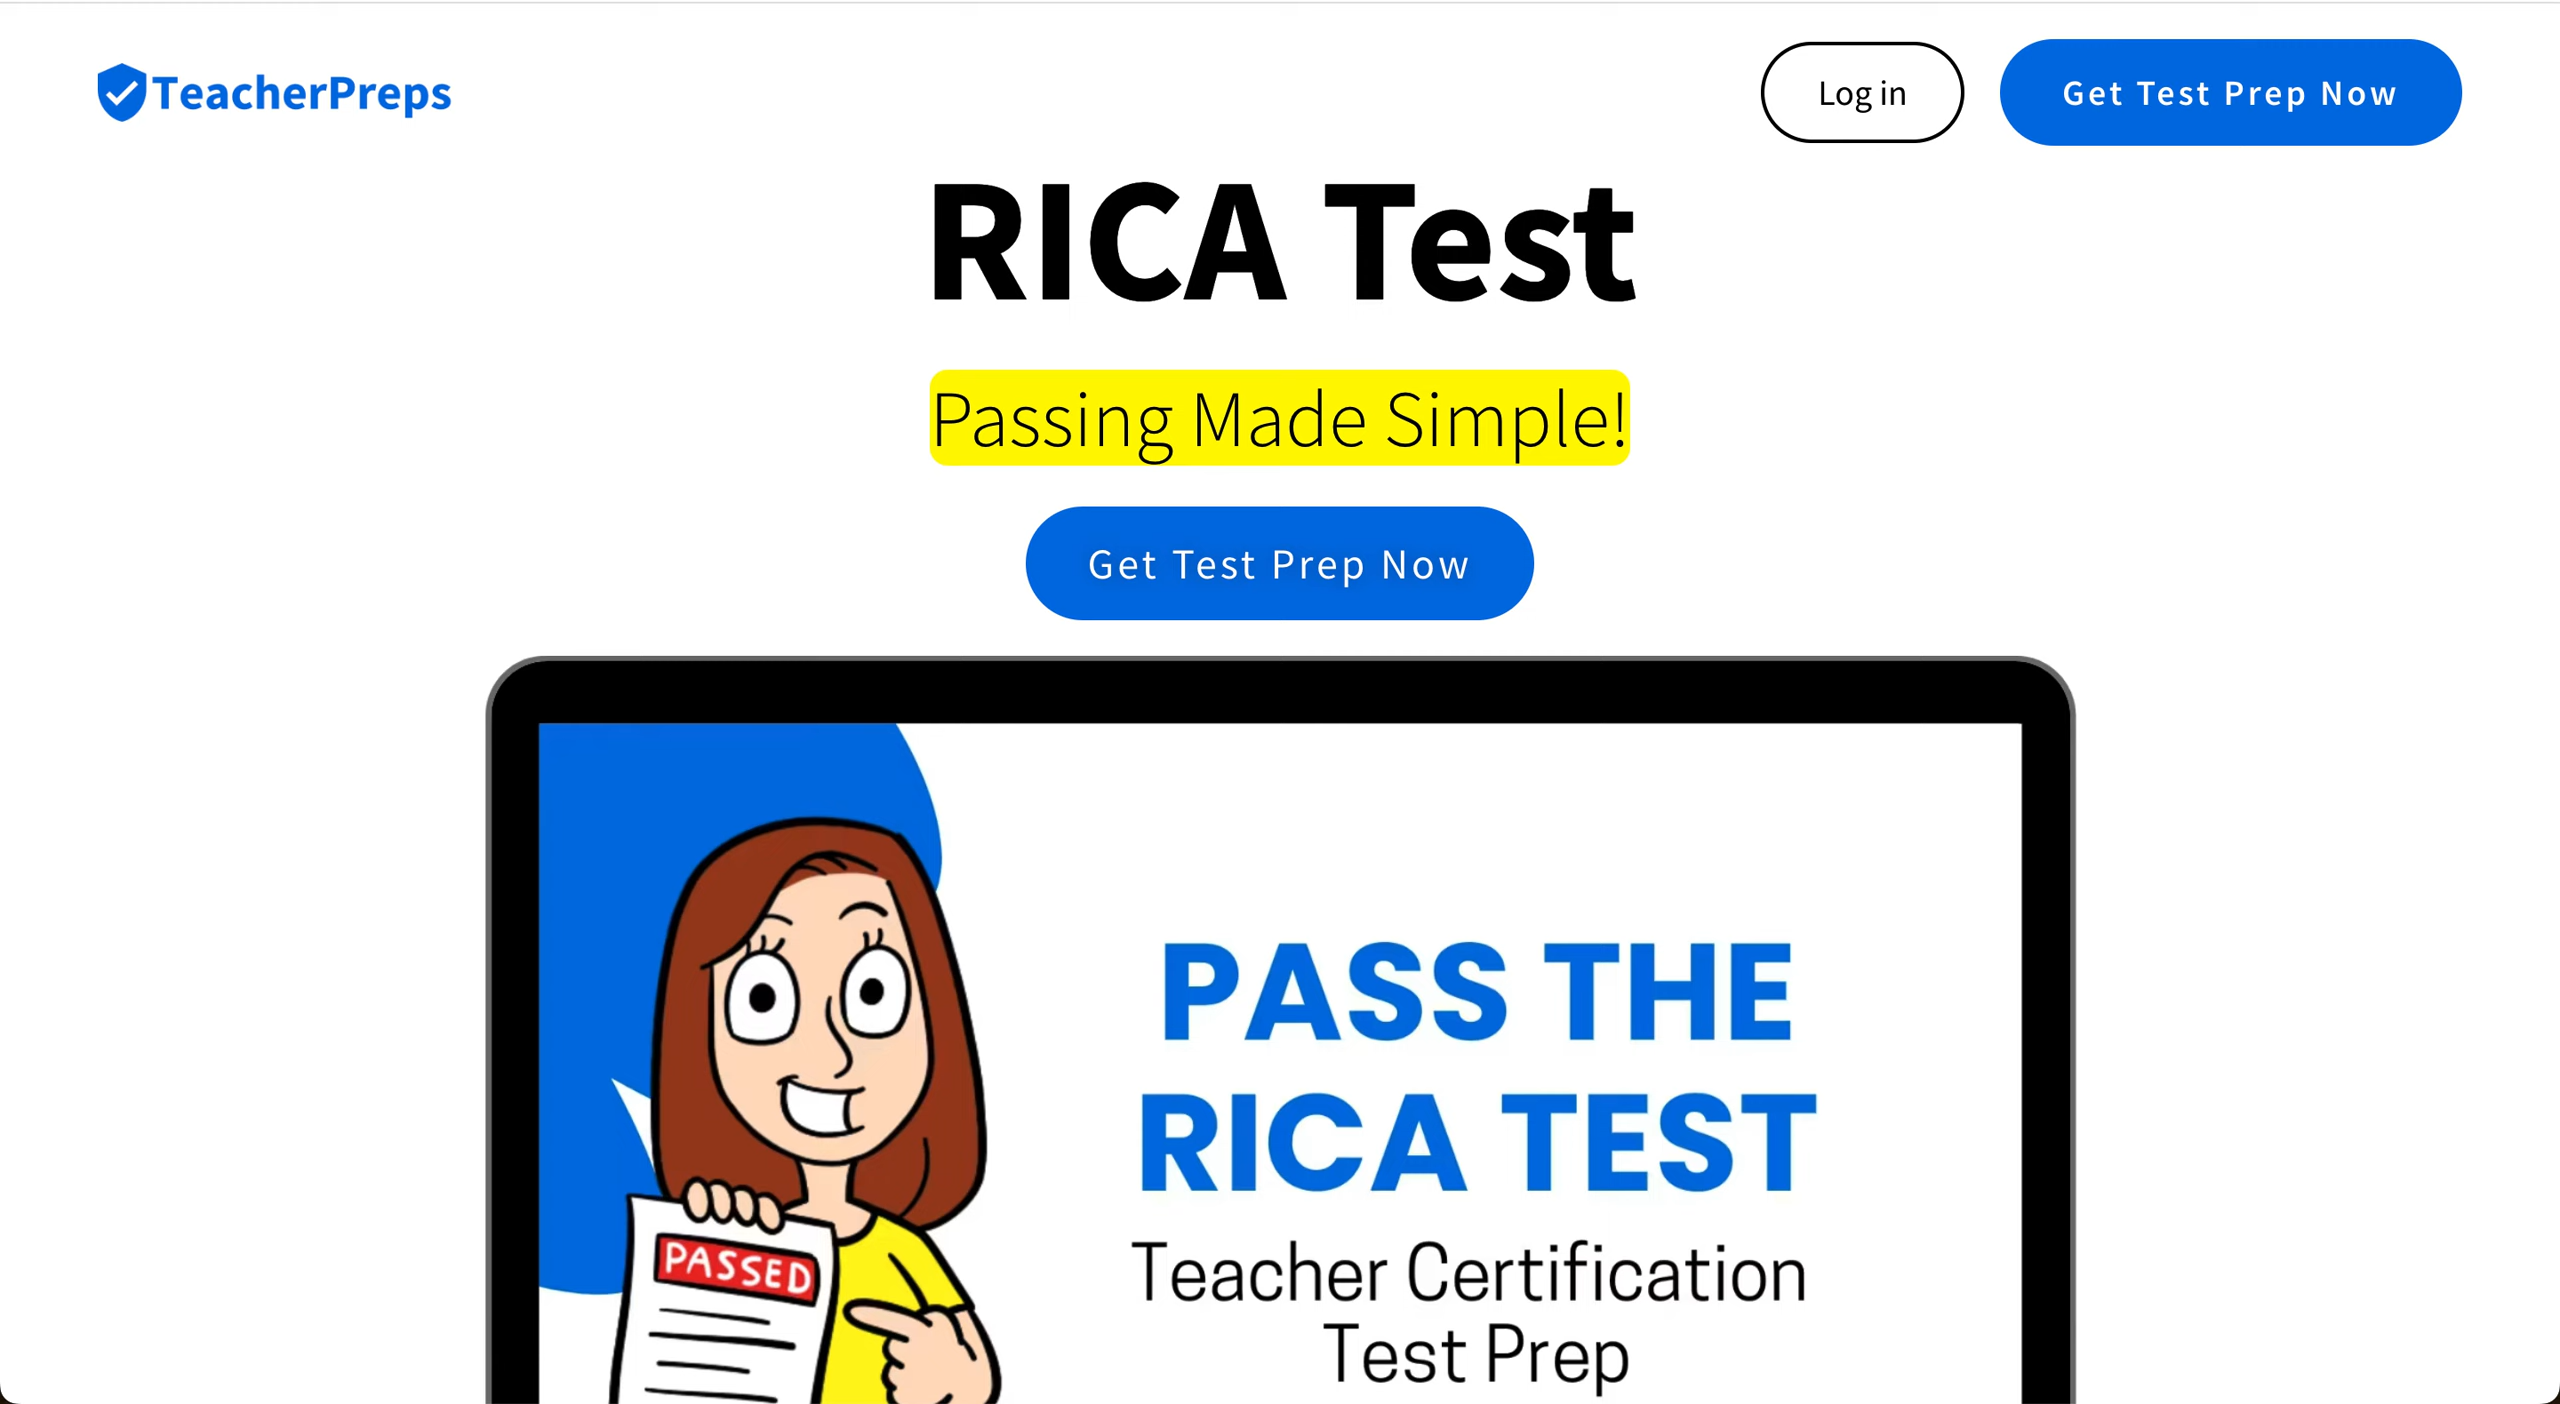 TeacherPreps
Log in
Get Test Prep Now
RICA Test
Passing Made Simple!
Get Test Prep Now
PASS THE
RICA TEST
Teacher Certification
Test Prep
PASSED